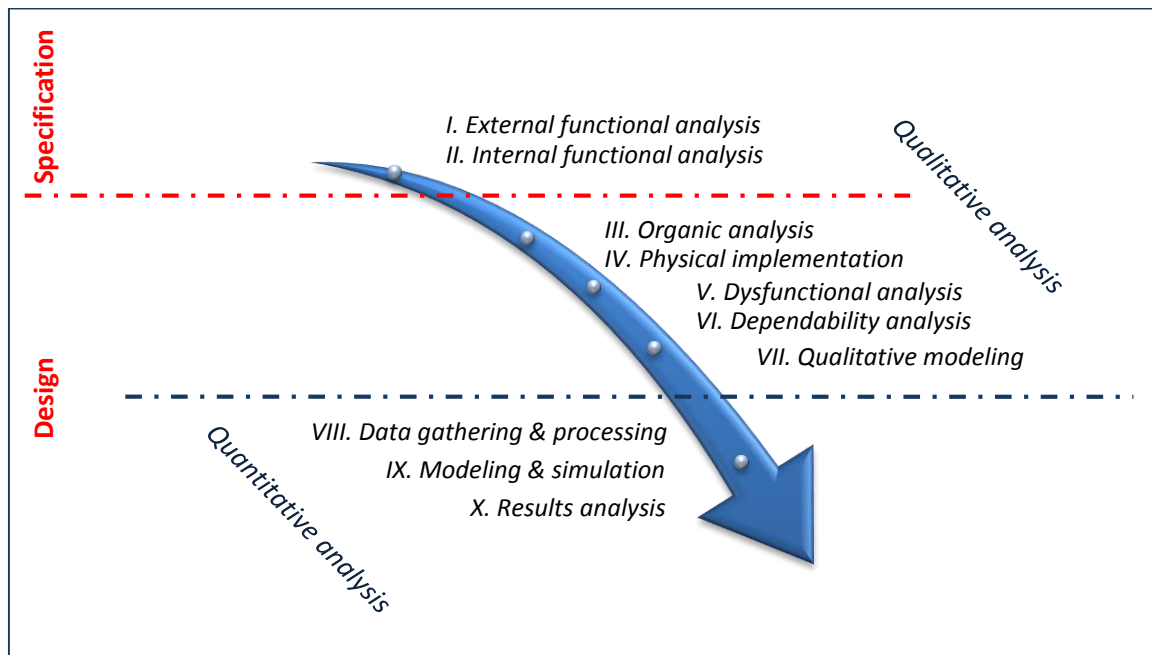 Specification
I. External functional analysis
II. Internal functional analysis
Qualitative analysis
III. Organic analysis
IV. Physical implementation
V. Dysfunctional analysis
VI. Dependability analysis
VII. Qualitative modeling
Design
VIII. Data gathering & processing
IX. Modeling & simulation
X. Results analysis
Quantitative analysis